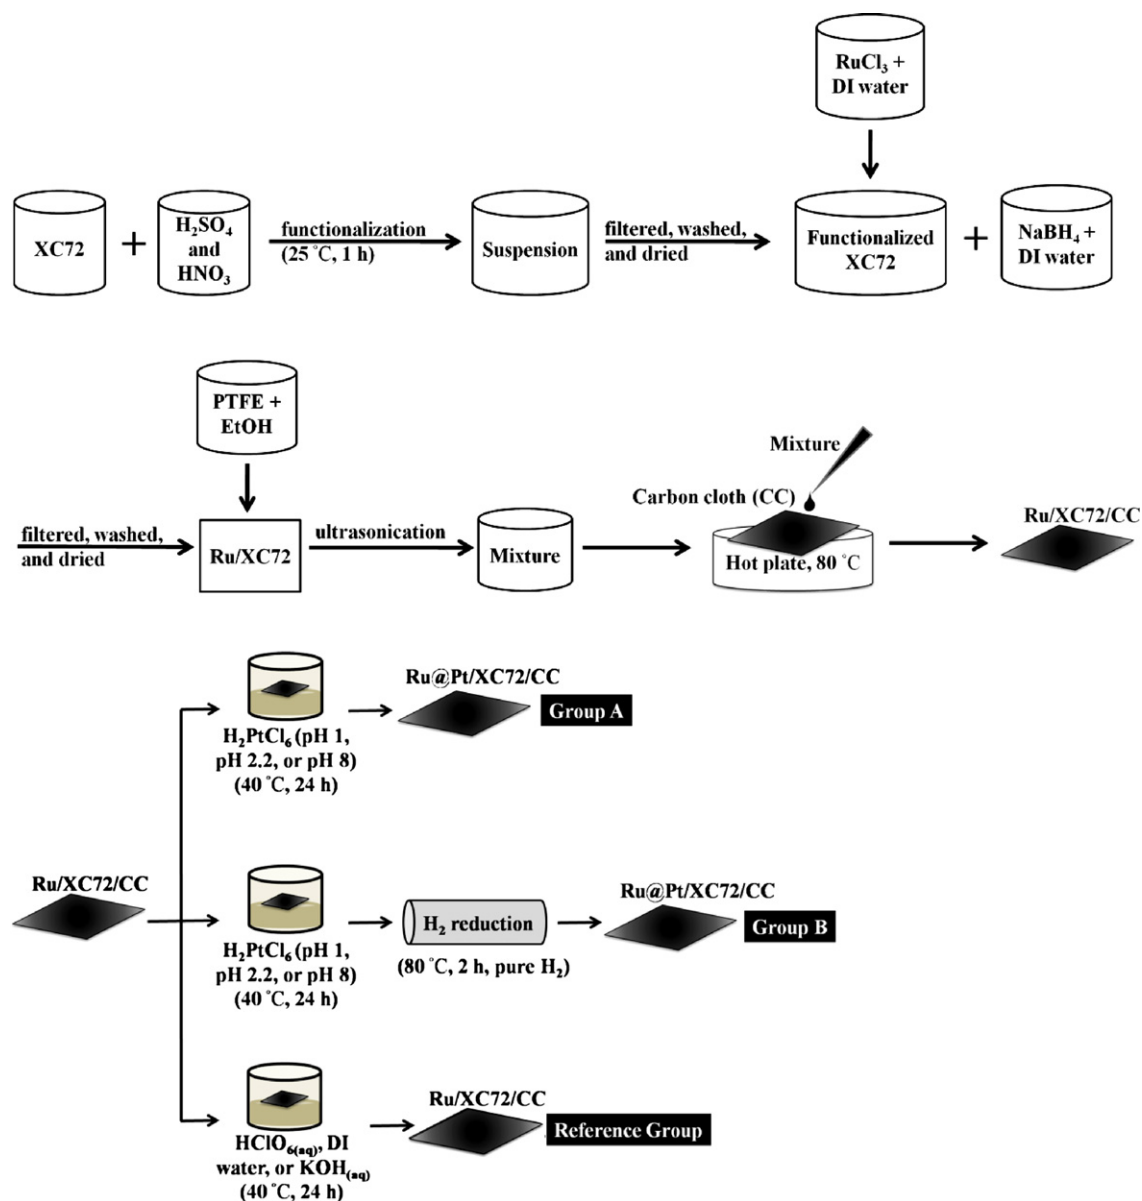 RuCl₃ +
DI water
XC72
+
H₂SO₄
and
HNO₃
functionalization
(25 ℃, 1 h)
Suspension
filtered, washed,
and dried
Functionalized
XC72
+
NaBH₄ +
DI water
PTFE +
EtOH
filtered, washed,
and dried
Ru/XC72
ultrasonication
Mixture
Mixture
Carbon cloth (CC)
Hot plate, 80 ℃
Ru/XC72/CC
H₂PtCl₆ (pH 1,
pH 2.2, or pH 8)
(40 ℃, 24 h)
Ru@Pt/XC72/CC
Group A
Ru/XC72/CC
H₂PtCl₆ (pH 1,
pH 2.2, or pH 8)
(40 ℃, 24 h)
H₂ reduction
(80 ℃, 2 h, pure H₂)
Ru@Pt/XC72/CC
Group B
HClO₆₍aq₎, DI
water, or KOH₍aq₎
(40 ℃, 24 h)
Ru/XC72/CC
Reference Group